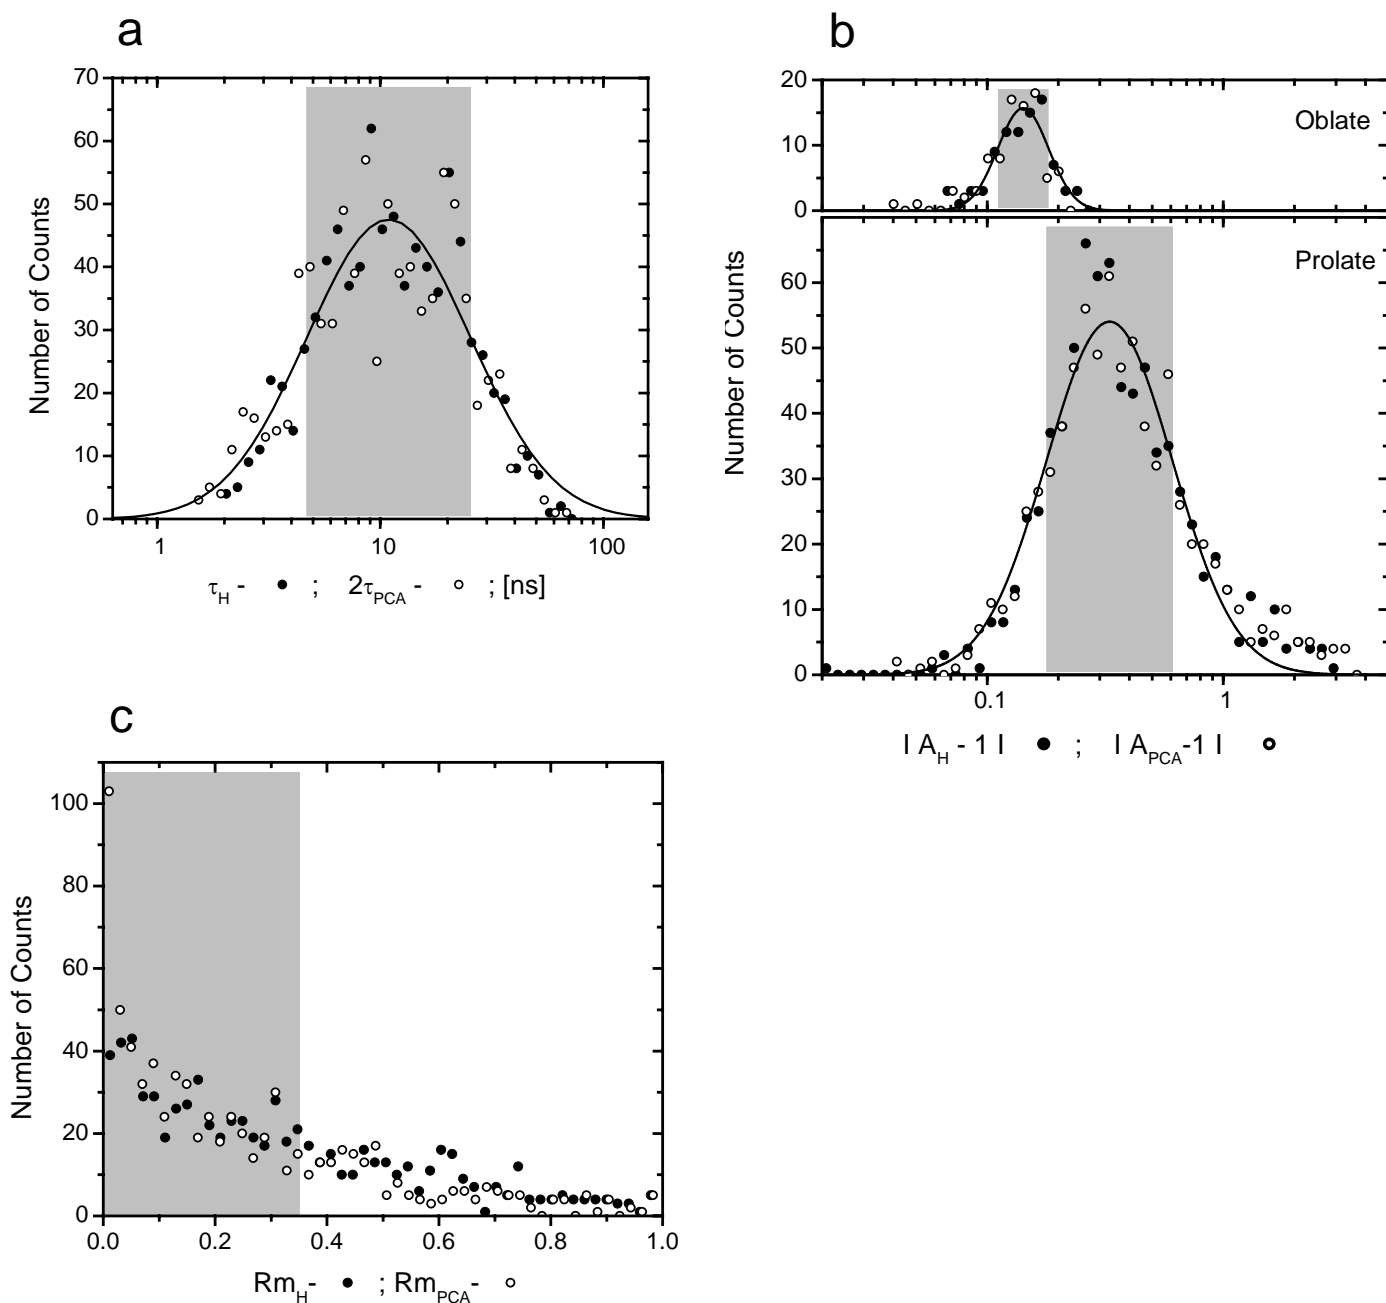 a
70
60
50
40
30
20
10
0
Number of Counts
1 10 100
τH - ● ; 2τPCA - ○ ; [ns]
b
20
10
0
Oblate
60
50
40
30
20
10
0
Prolate
Number of Counts
0.1 1
| AH - 1 | ● ; | APCA-1 | ○
c
100
80
60
40
20
0
Number of Counts
0.0 0.2 0.4 0.6 0.8 1.0
RmH- ● ; RmPCA- ○